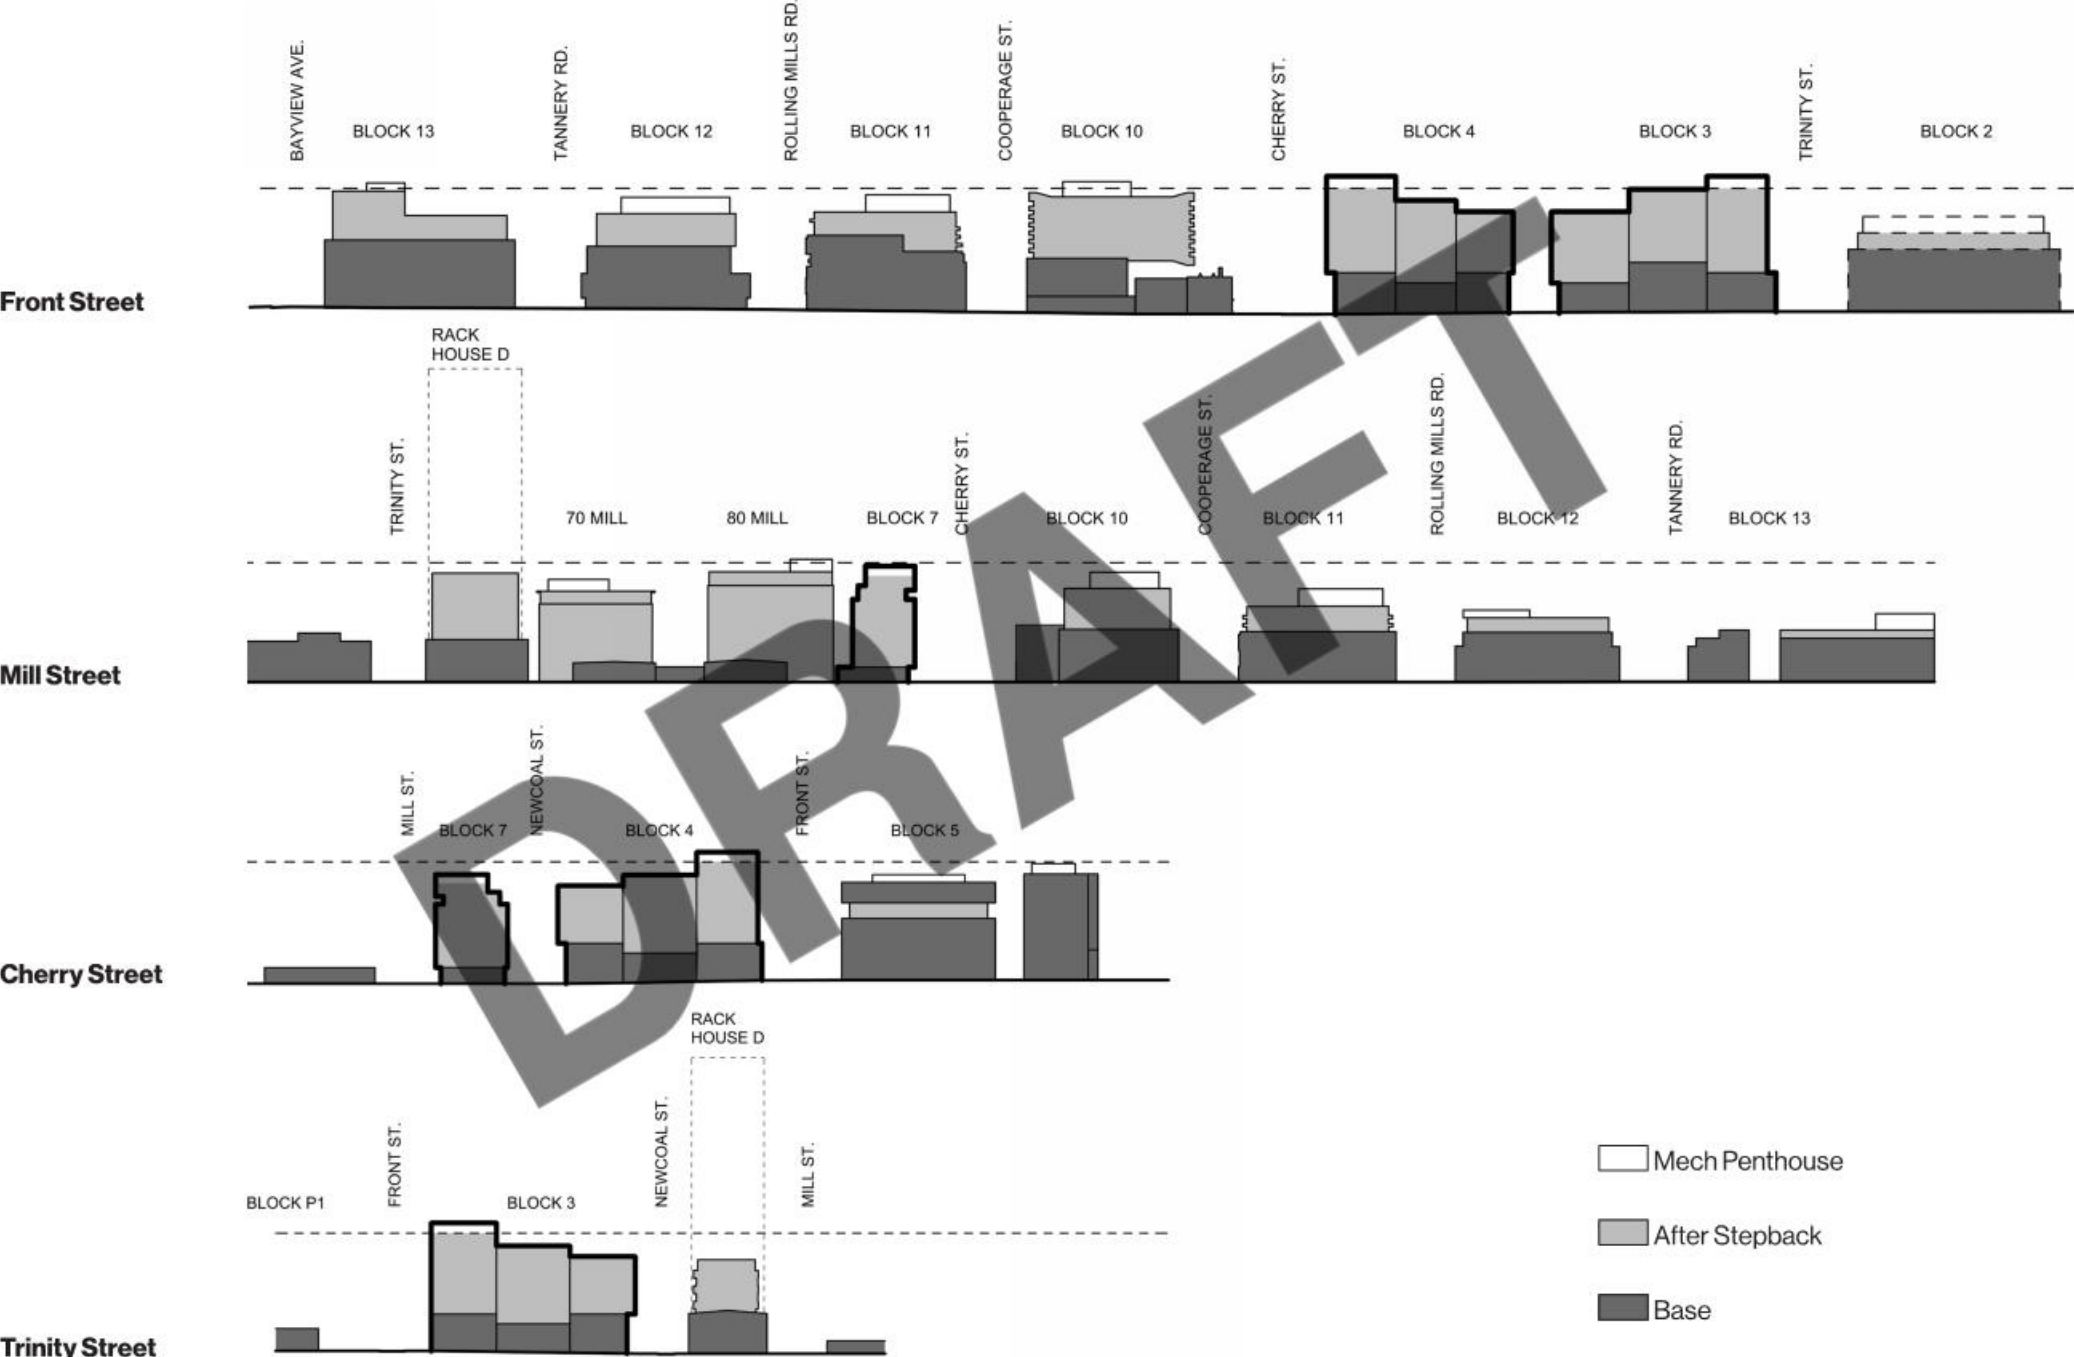 BAYVIEW AVE.
BLOCK 13
TANNERY RD.
BLOCK 12
ROLLING MILLS RD.
BLOCK 11
COOPERAGE ST.
BLOCK 10
CHERRY ST.
BLOCK 4
BLOCK 3
TRINITY ST.
BLOCK 2
Front Street
RACK
HOUSE D
TRINITY ST.
70 MILL
80 MILL
BLOCK 7
CHERRY ST.
BLOCK 10
COOPERAGE ST.
BLOCK 11
ROLLING MILLS RD.
BLOCK 12
TANNERY RD.
BLOCK 13
Mill Street
DRAFT
MILL ST.
BLOCK 7
NEWCOAL ST.
BLOCK 4
FRONT ST.
BLOCK 5
Cherry Street
RACK
HOUSE D
BLOCK P1
FRONT ST.
BLOCK 3
NEWCOAL ST.
MILL ST.
Trinity Street
Mech Penthouse
After Stepback
Base